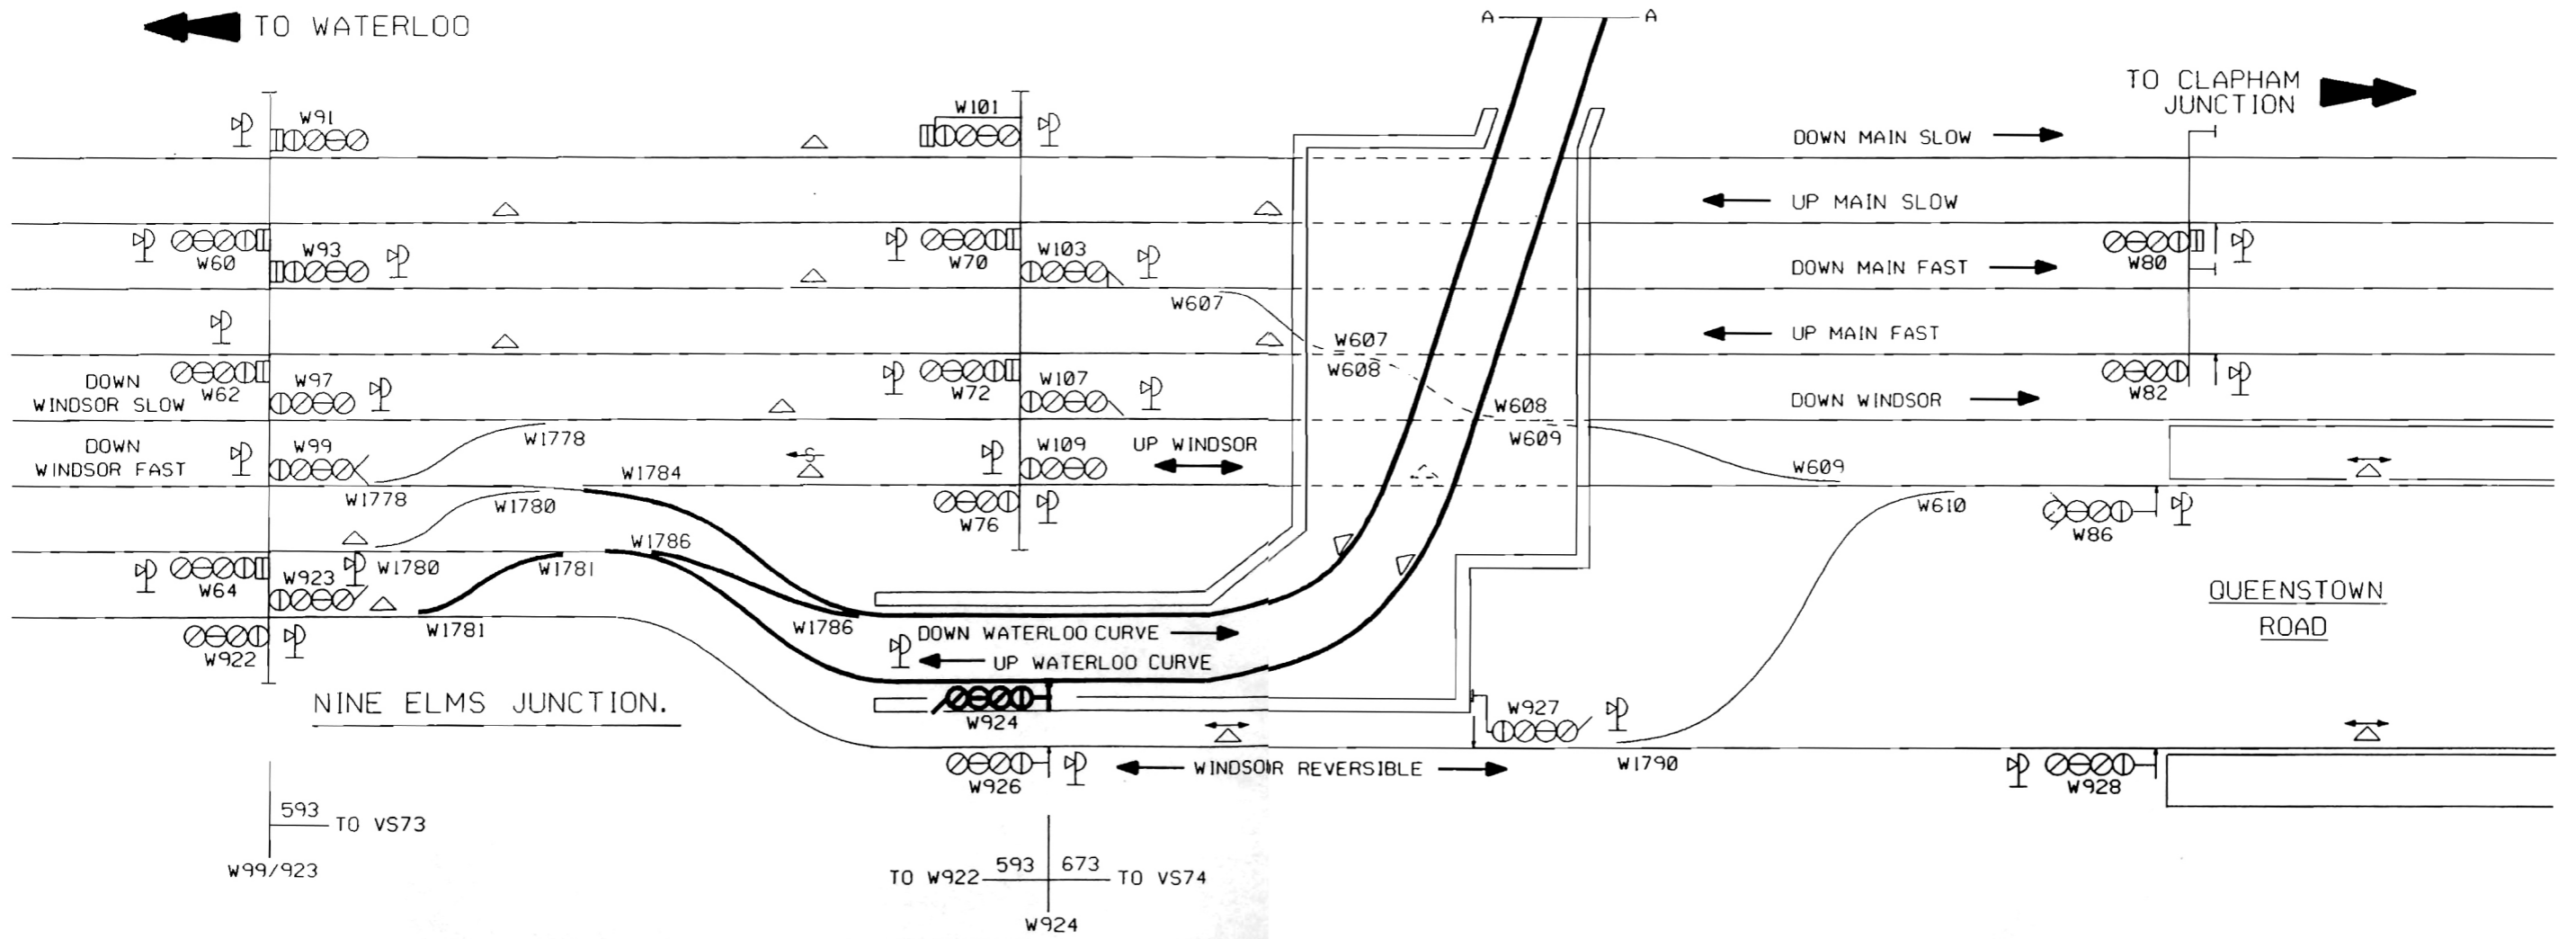 TO WATERLOO
A A
TO CLAPHAM
JUNCTION
W91
W101
DOWN MAIN SLOW
UP MAIN SLOW
W60
W93
W70
W103
W80
DOWN MAIN FAST
W607
W607
UP MAIN FAST
W608
DOWN
WINDSOR SLOW
W62
W97
W72
W107
W82
DOWN WINDSOR
W608
W609
DOWN
WINDSOR FAST
W99
W1778
W1778
W109
UP WINDSOR
S
W1784
W609
W1780
W76
W610
W86
W1786
W1780
W1781
W64
W923
QUEENSTOWN
ROAD
W1781
W1786
DOWN WATERLOO CURVE
UP WATERLOO CURVE
W922
NINE ELMS JUNCTION.
W924
W927
W926
WINDSOR REVERSIBLE
W1790
W928
593
TO VS73
W99/923
593 673
TO W922 TO VS74
W924